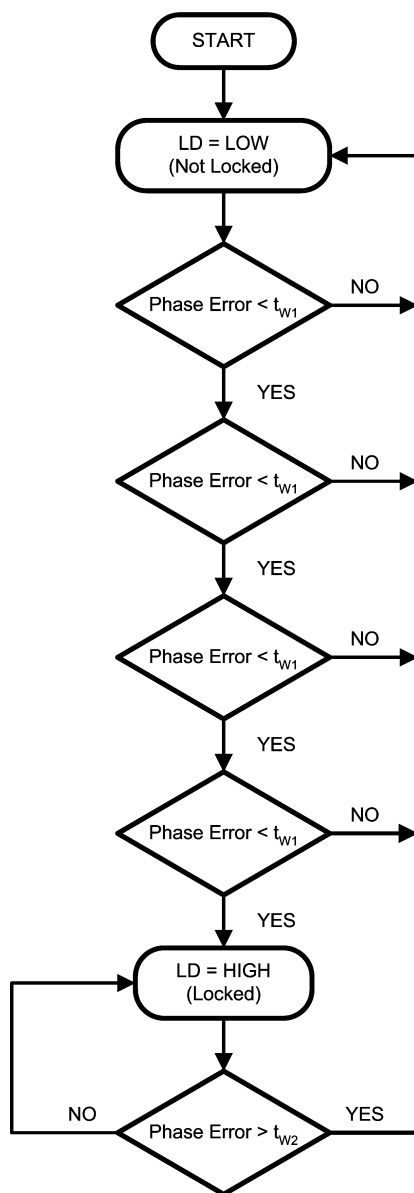 START
LD = LOW
(Not Locked)
Phase Error < tW1
NO
YES
Phase Error < tW1
NO
YES
Phase Error < tW1
NO
YES
Phase Error < tW1
NO
YES
LD = HIGH
(Locked)
NO
Phase Error > tW2
YES